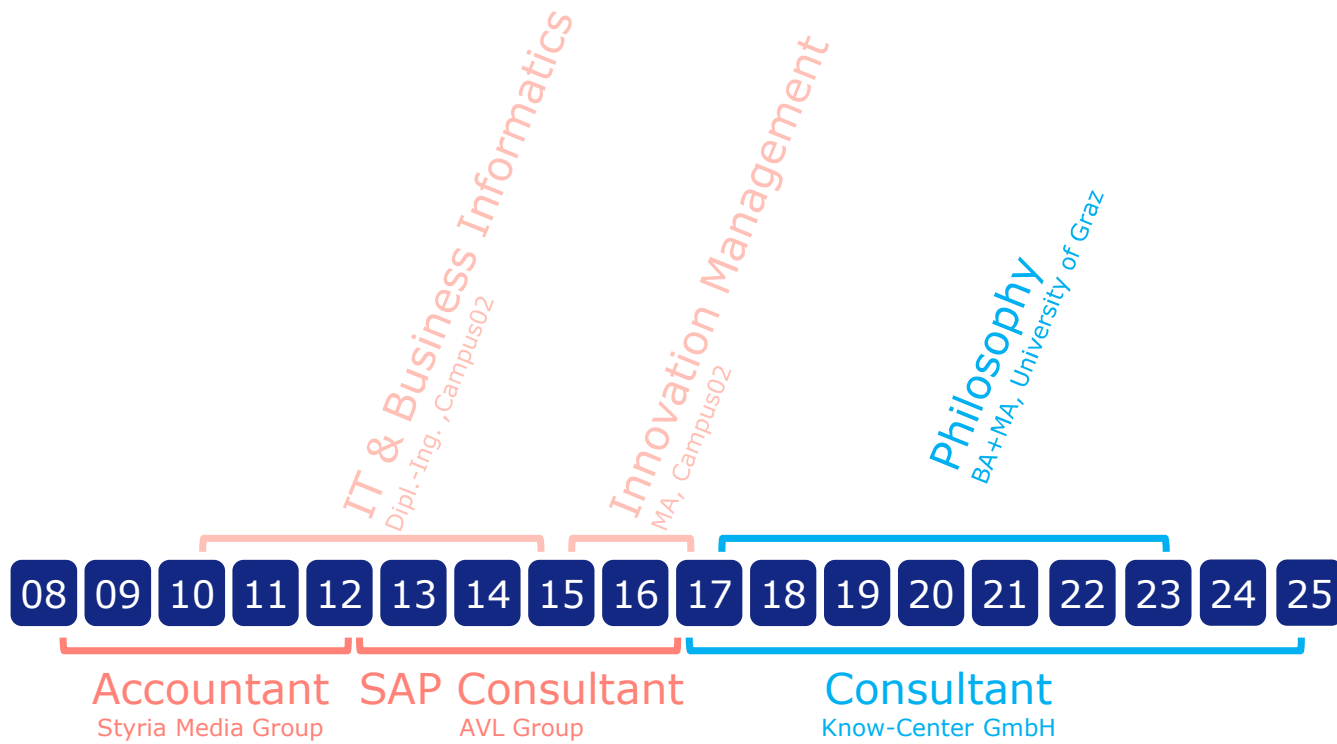 IT & Business Informatics
Dipl.-Ing. ,Campus02
Innovation Management
MA, Campus02
Philosophy
BA+MA, University of Graz
08 09 10 11 12 13 14 15 16 17 18 19 20 21 22 23 24 25
Accountant
Styria Media Group
SAP Consultant
AVL Group
Consultant
Know-Center GmbH